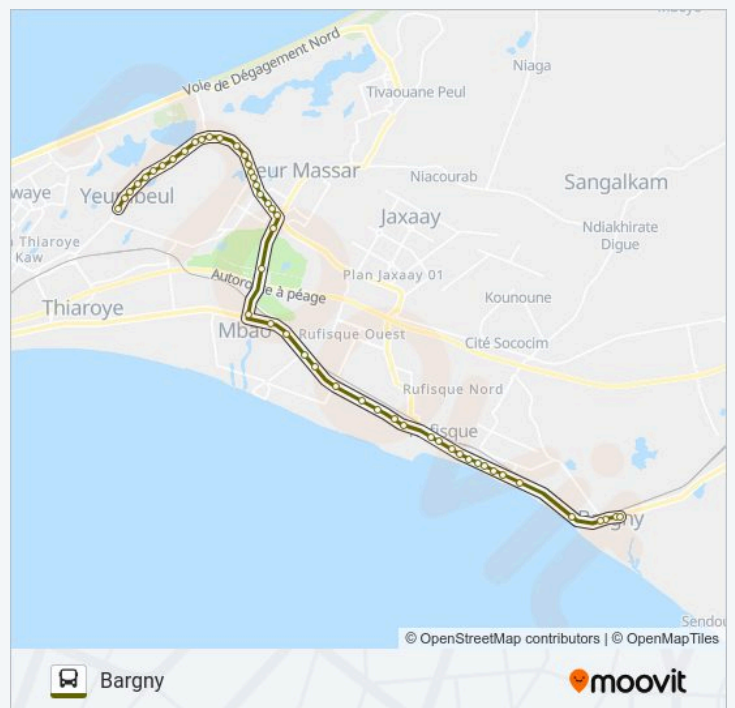 Voie de Dégagement Nord
Niaga
Tivaouane Peul
eur Massar
Niacourab
Sangalkam
waye
Yeumbeul
Jaxaay
Ndiakhirate
Digue
Thiaroye
Kaw
Plan Jaxaay 01
Autoroute à péage
Kounoune
Thiaroye
Mbao
Rufisque Ouest
Cité Sococim
Rufisque Nord
Rufisque
Bargny
Sendou
© OpenStreetMap contributors | © OpenMapTiles
Bargny
moovit